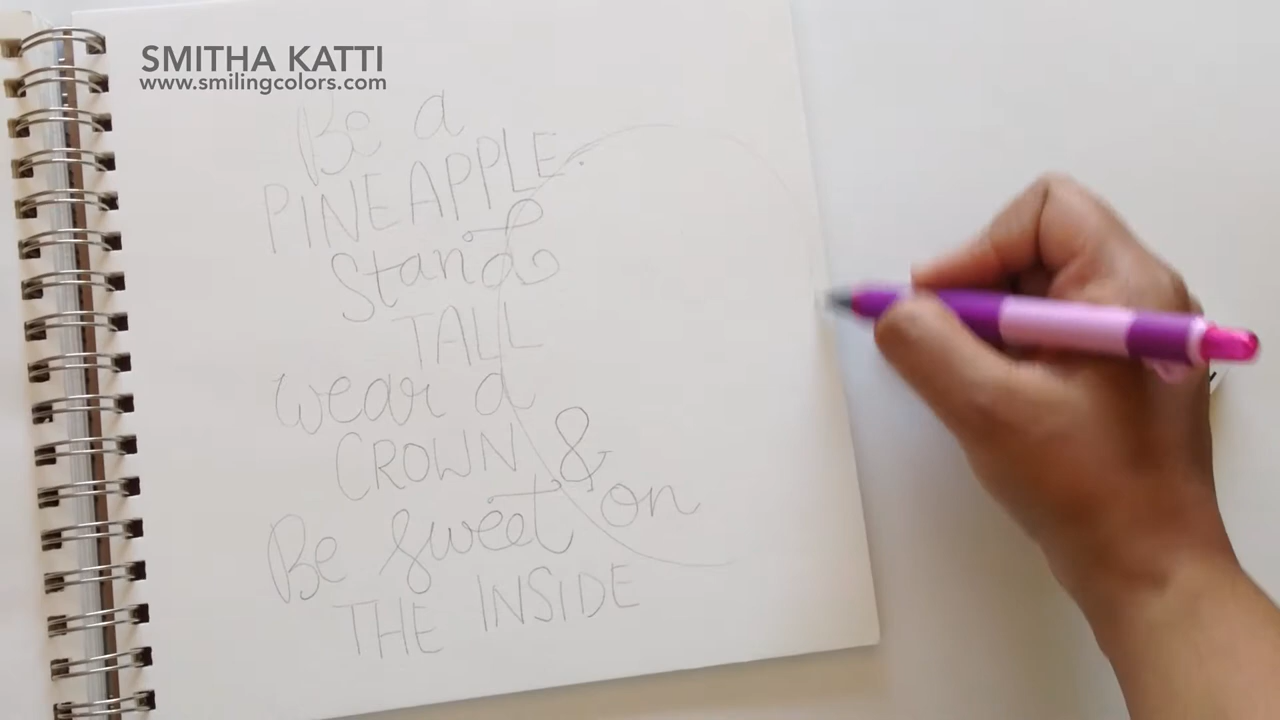 SMITHA KATTI
www.smilingcolors.com
Be a
PINEAPPLE.
Stand
TALL
wear a
CROWN &
Be sweet on
THE INSIDE